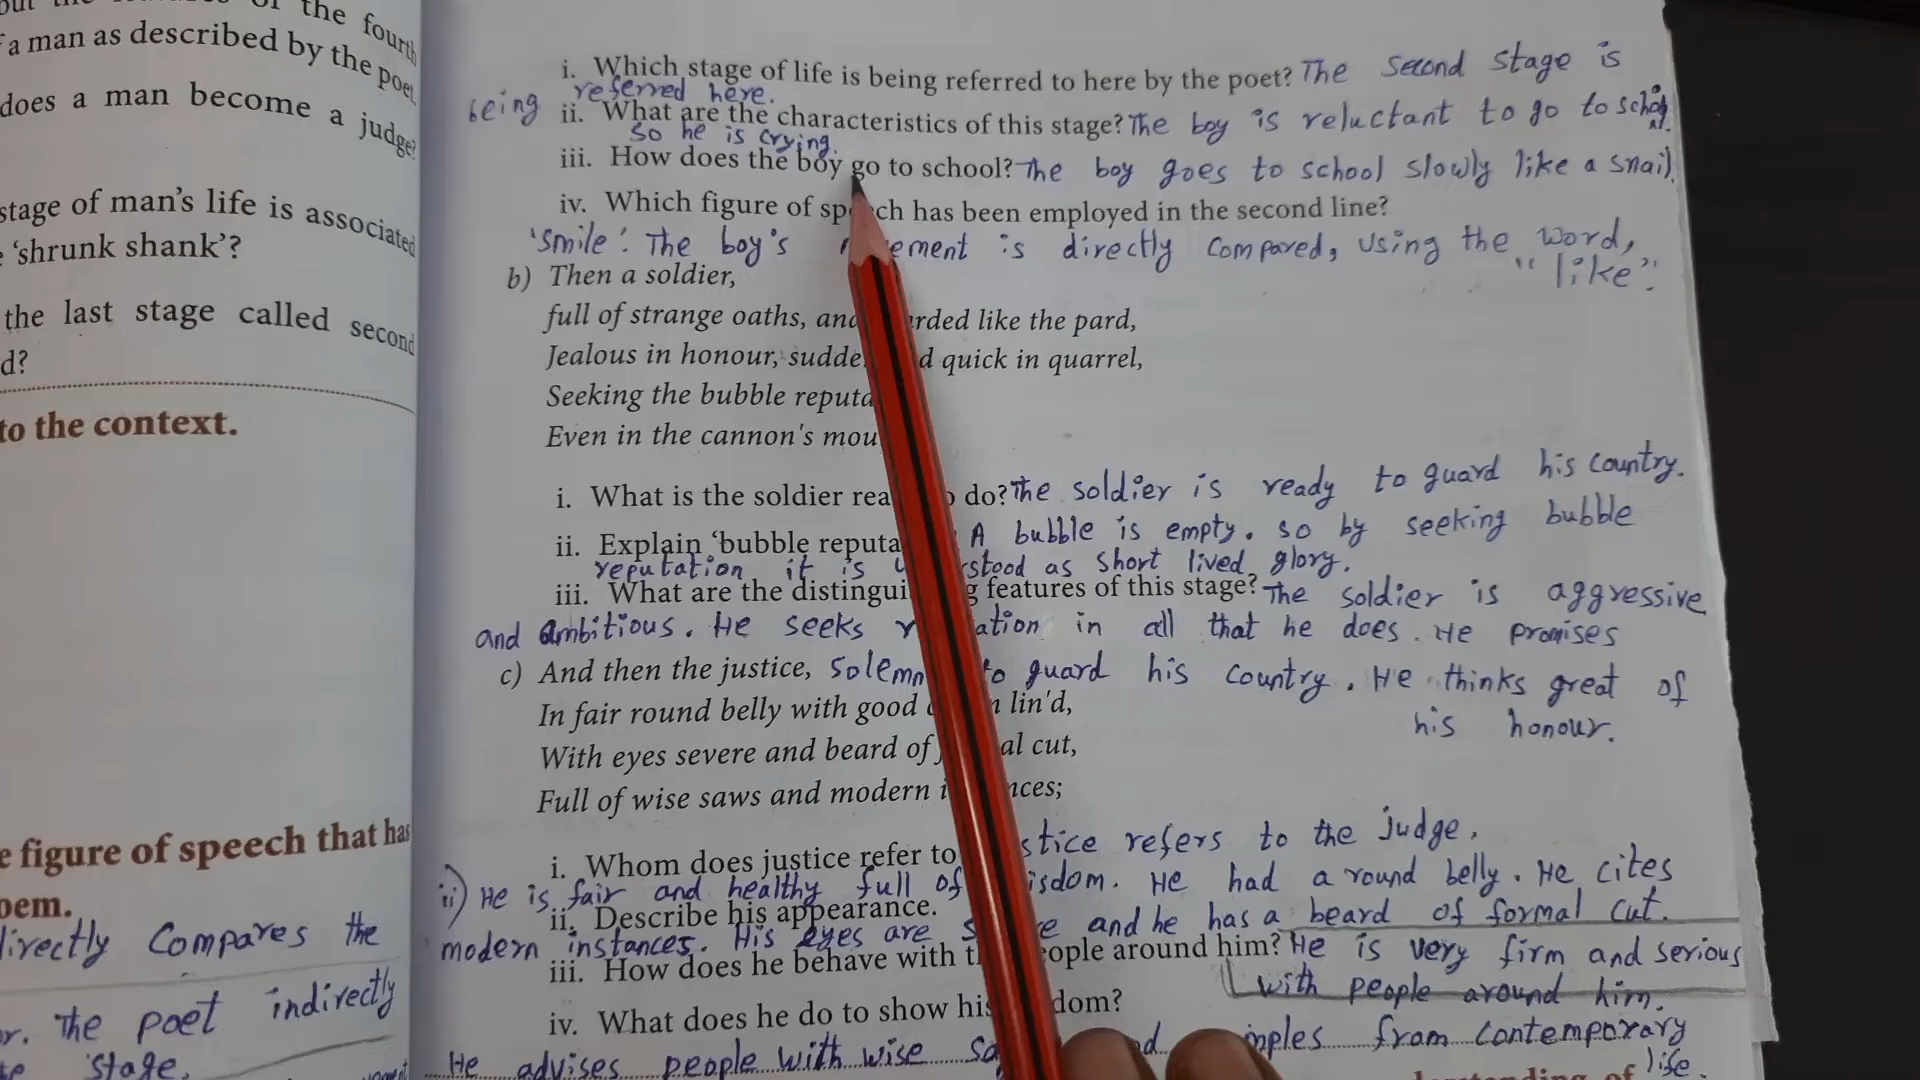 the fourth
a man as described by the poet
does a man become a judge?
stage of man's life is associated
'shrunk shank'?
the last stage called second
d?
to the context.
e figure of speech that has
oem.
directly Compares the
r. The poet indirectly
stage.
i. Which stage of life is being referred to here by the poet? The second stage is
being referred here.
ii. What are the characteristics of this stage? The boy is reluctant to go to school
so he is crying.
iii. How does the boy go to school? The boy goes to school slowly like a snail.
iv. Which figure of sp ch has been employed in the second line?
'Smile'. The boy's ement is directly compared, using the word,
"like".
b) Then a soldier,
full of strange oaths, and rded like the pard,
Jealous in honour, sudde d quick in quarrel,
Seeking the bubble reputa
Even in the cannon's mou
i. What is the soldier rea o do? The soldier is ready to guard his country.
ii. Explain 'bubble reputa A bubble is empty. so by seeking bubble
reputation it is stood as short lived glory.
iii. What are the distingui g features of this stage? The soldier is aggressive
and ambitious. He seeks r ation in all that he does. He promises
c) And then the justice, solemn to guard his country. He thinks great of
his honour.
In fair round belly with good n lin'd,
With eyes severe and beard of al cut,
Full of wise saws and modern i nces;
i. Whom does justice refer to stice refers to the judge.
ii) He is fair and healthy full of isdom. He had a round belly. He cites
ii. Describe his appearance.
modern instances. His eyes are s re and he has a beard of formal cut.
iii. How does he behave with th eople around him? He is very firm and serious
with people around him.
iv. What does he do to show his dom?
He advises people with wise sa d mples from contemporary
life.